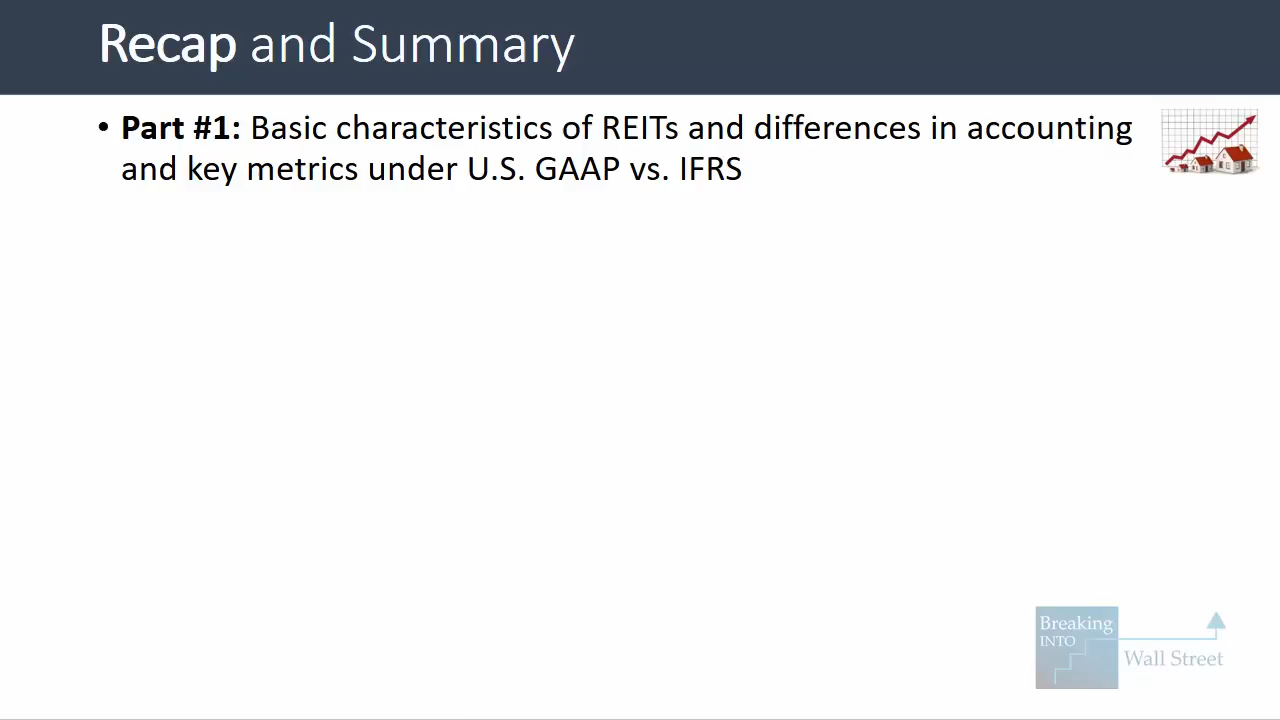 Recap and Summary
• Part #1: Basic characteristics of REITs and differences in accounting
and key metrics under U.S. GAAP vs. IFRS
Breaking
INTO
Wall Street